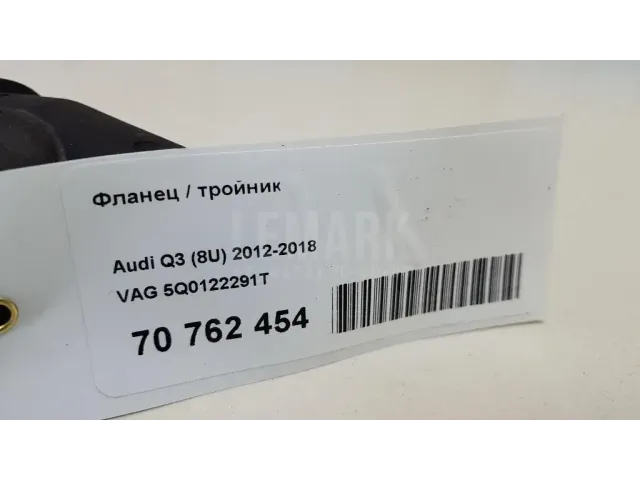 Фланец / тройник
LEMARK
Audi Q3 (8U) 2012-2018
VAG 5Q0122291T
70 762 454